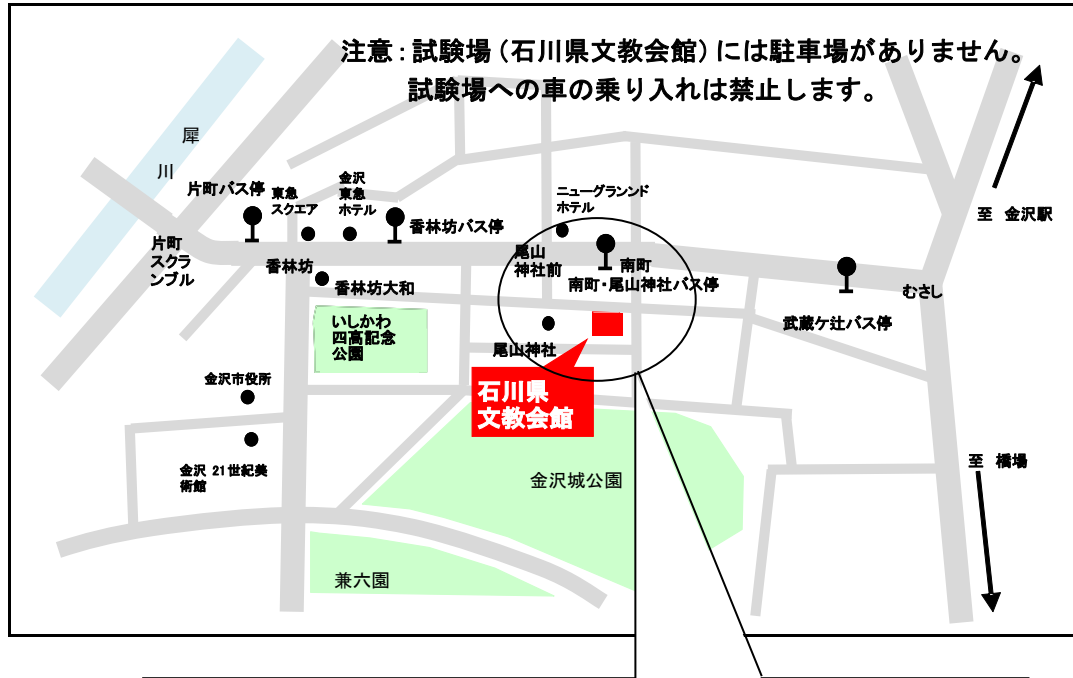 注意：試験場（石川県文教会館）には駐車場がありません。
試験場への車の乗り入れは禁止します。
犀
川
片町バス停
東急
スクエア
金沢
東急
ホテル
香林坊バス停
ニューグランンド
ホテル
至 金沢駅
片町
スクラ
ンブル
香林坊
香林坊大和
尾山
神社前
南町
南町・尾山神社バス停
むさし
武蔵ケ辻バス停
いしかわ
四高記念
公園
尾山神社
金沢市役所
石川県
文教会館
金沢 21世紀美
術館
金沢城公園
至 橋場
兼六園